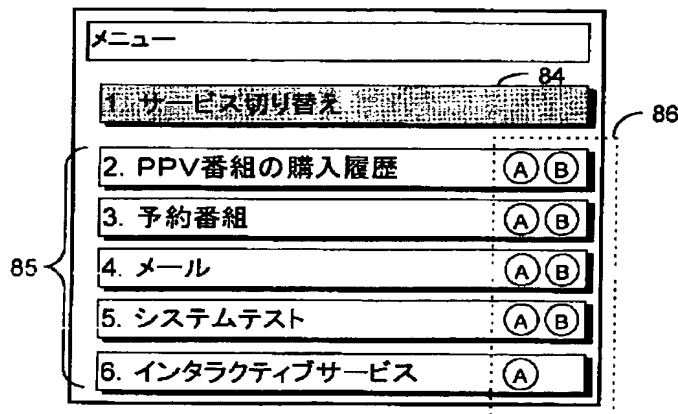 メニュー
84
1. サービス切り替え
86
2. PPV番組の購入履歴 A B
3. 予約番組 A B
85
4. メール A B
5. システムテスト A B
6. インタラクティブサービス A